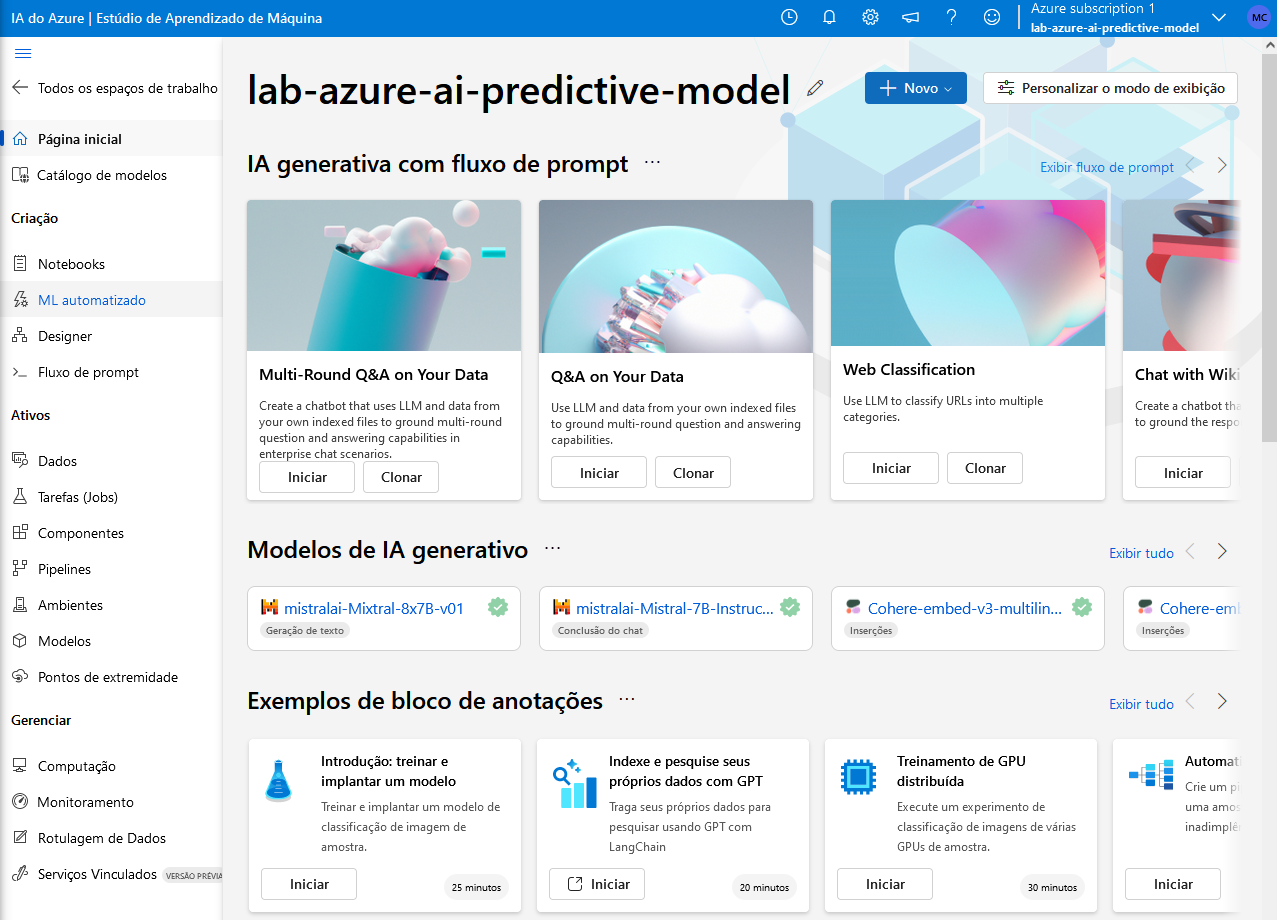 IA do Azure | Estúdio de Aprendizado de Máquina
Azure subscription 1
lab-azure-ai-predictive-model
MC
Todos os espaços de trabalho
Página inicial
Catálogo de modelos
Criação
Notebooks
ML automatizado
Designer
Fluxo de prompt
Ativos
Dados
Tarefas (Jobs)
Componentes
Pipelines
Ambientes
Modelos
Pontos de extremidade
Gerenciar
Computação
Monitoramento
Rotulagem de Dados
Serviços Vinculados VERSÃO PRÉVIA
lab-azure-ai-predictive-model
Novo
Personalizar o modo de exibição
IA generativa com fluxo de prompt ...
Exibir fluxo de prompt
Multi-Round Q&A on Your Data
Create a chatbot that uses LLM and data from
your own indexed files to ground multi-round
question and answering capabilities in
enterprise chat scenarios.
Iniciar
Clonar
Q&A on Your Data
Use LLM and data from your own indexed files
to ground multi-round question and answering
capabilities.
Iniciar
Clonar
Web Classification
Use LLM to classify URLs into multiple
categories.
Iniciar
Clonar
Chat with Wiki
Create a chatbot tha
to ground the respo
Iniciar
Modelos de IA generativo ...
Exibir tudo
mistralai-Mixtral-8x7B-v01
Geração de texto
mistralai-Mistral-7B-Instruc...
Conclusão do chat
Cohere-embed-v3-multilin...
Inserções
Cohere-emb
Inserções
Exemplos de bloco de anotações ...
Exibir tudo
Introdução: treinar e
implantar um modelo
Treinar e implantar um modelo de
classificação de imagem de
amostra.
Iniciar
25 minutos
Indexe e pesquise seus
próprios dados com GPT
Traga seus próprios dados para
pesquisar usando GPT com
LangChain
Iniciar
20 minutos
Treinamento de GPU
distribuída
Execute um experimento de
classificação de imagens de várias
GPUs de amostra.
Iniciar
30 minutos
Automat
Crie um pi
uma amos
inadimplê
Iniciar